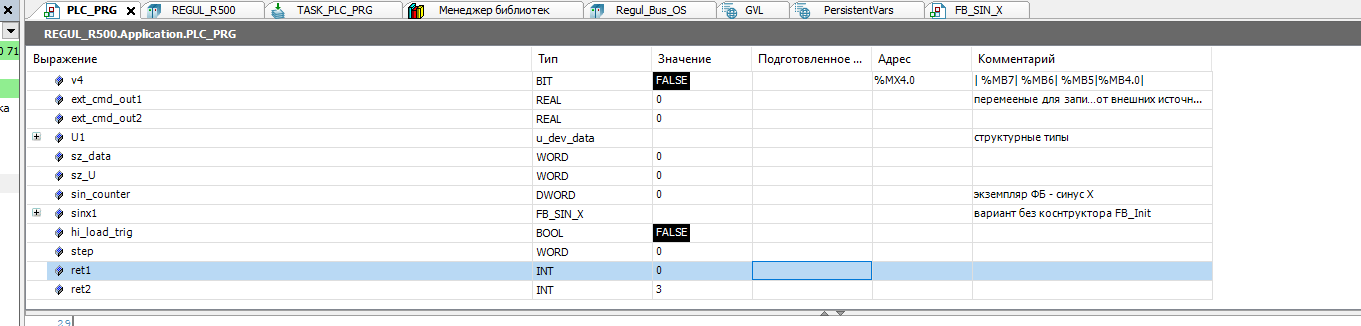 PLC_PRG REGUL_R500 TASK_PLC_PRG Менеджер библиотек Regul_Bus_OS GVL PersistentVars FB_SIN_X
REGUL_R500.Application.PLC_PRG
0 71
Выражение Тип Значение Подготовленное ... Адрес Комментарий
v4 BIT FALSE %MX4.0 | %MB7| %MB6| %MB5|%MB4.0|
ка ext_cmd_out1 REAL 0 перемееные для запи...от внешних источн...
ext_cmd_out2 REAL 0
U1 u_dev_data структурные типы
sz_data WORD 0
sz_U WORD 0
sin_counter DWORD 0 экземпляр ФБ - синус X
sinx1 FB_SIN_X вариант без коснтруктора FB_Init
hi_load_trig BOOL FALSE
step WORD 0
ret1 INT 0
ret2 INT 3
29